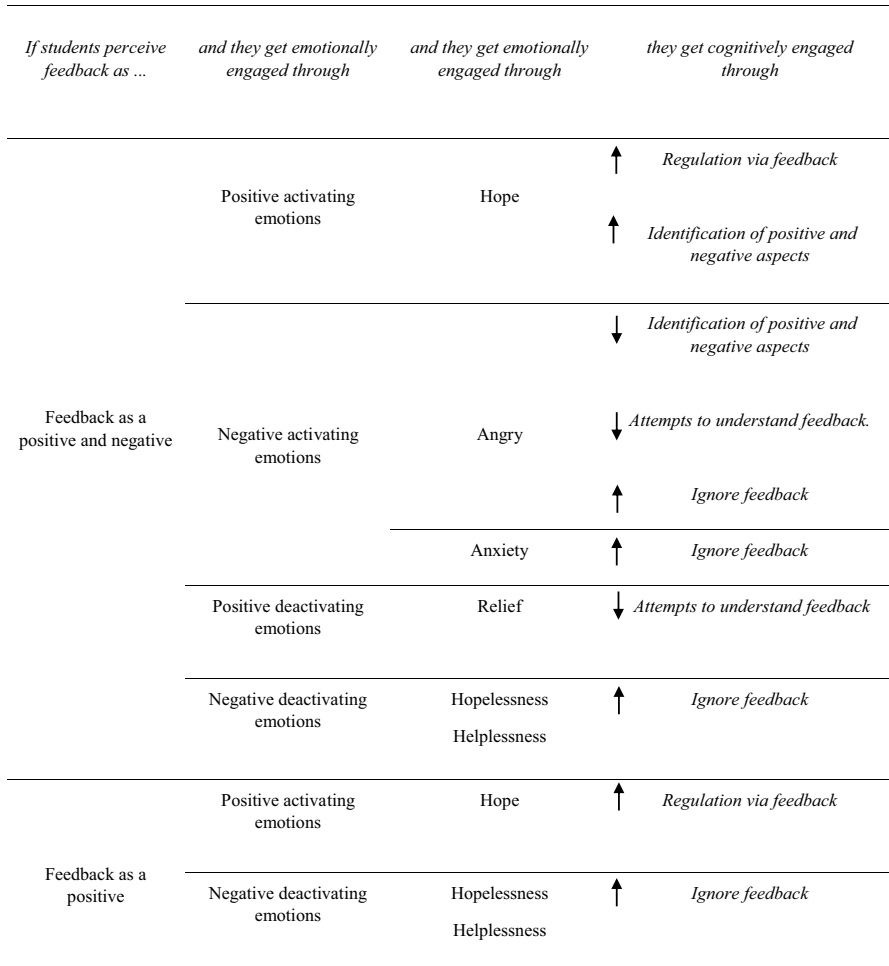 If students perceive
feedback as ...
and they get emotionally
engaged through
and they get emotionally
engaged through
they get cognitively engaged
through
Feedback as a
positive and negative
Positive activating
emotions
Hope
Regulation via feedback
Identification of positive and
negative aspects
Negative activating
emotions
Angry
Identification of positive and
negative aspects
Attempts to understand feedback.
Ignore feedback
Anxiety
Ignore feedback
Positive deactivating
emotions
Relief
Attempts to understand feedback
Negative deactivating
emotions
Hopelessness
Helplessness
Ignore feedback
Feedback as a
positive
Positive activating
emotions
Hope
Regulation via feedback
Negative deactivating
emotions
Hopelessness
Helplessness
Ignore feedback